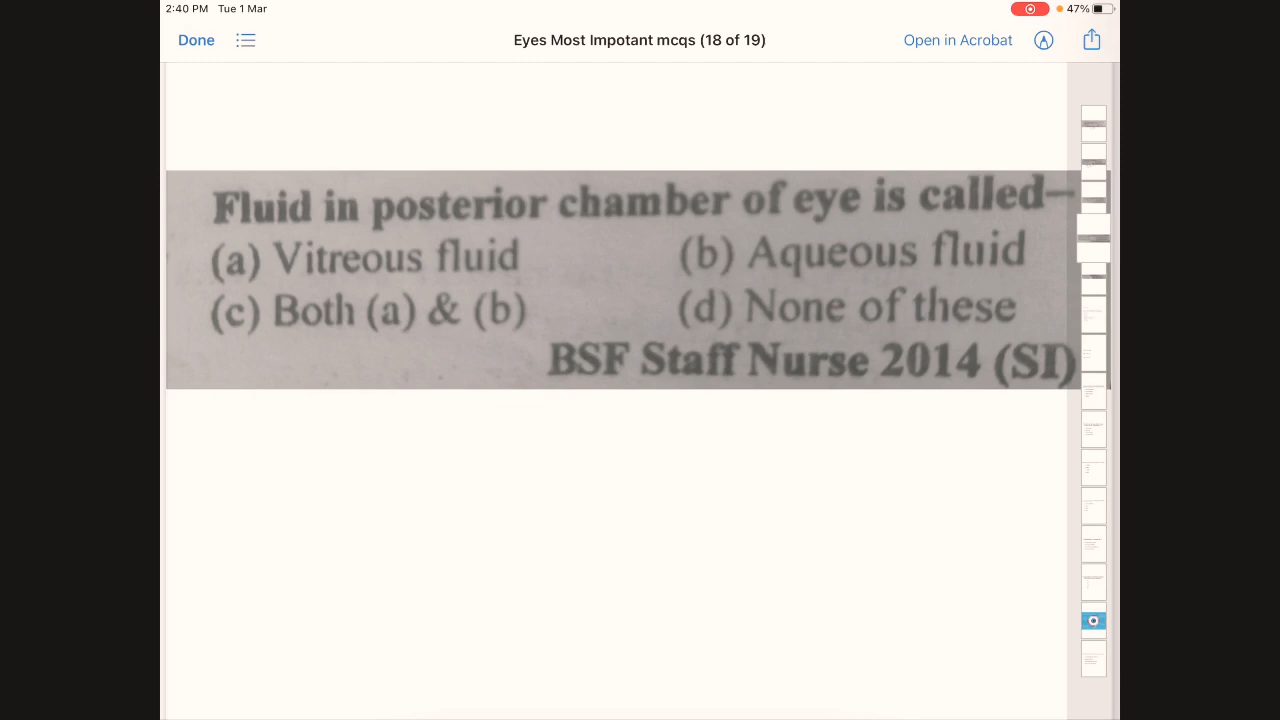 2:40 PM Tue 1 Mar
47%
Done
Eyes Most Impotant mcqs (18 of 19)
Open in Acrobat
Fluid in posterior chamber of eye is called–
(a) Vitreous fluid (b) Aqueous fluid
(c) Both (a) & (b) (d) None of these
BSF Staff Nurse 2014 (SI)